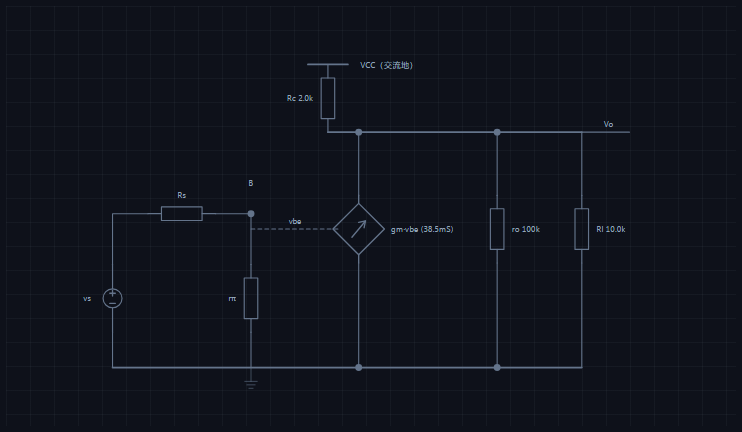 VCC（交流地）
Rc 2.0k
Vo
B
Rs
vbe
gm·vbe (38.5mS)
ro 100k
Rl 10.0k
vs
rπ